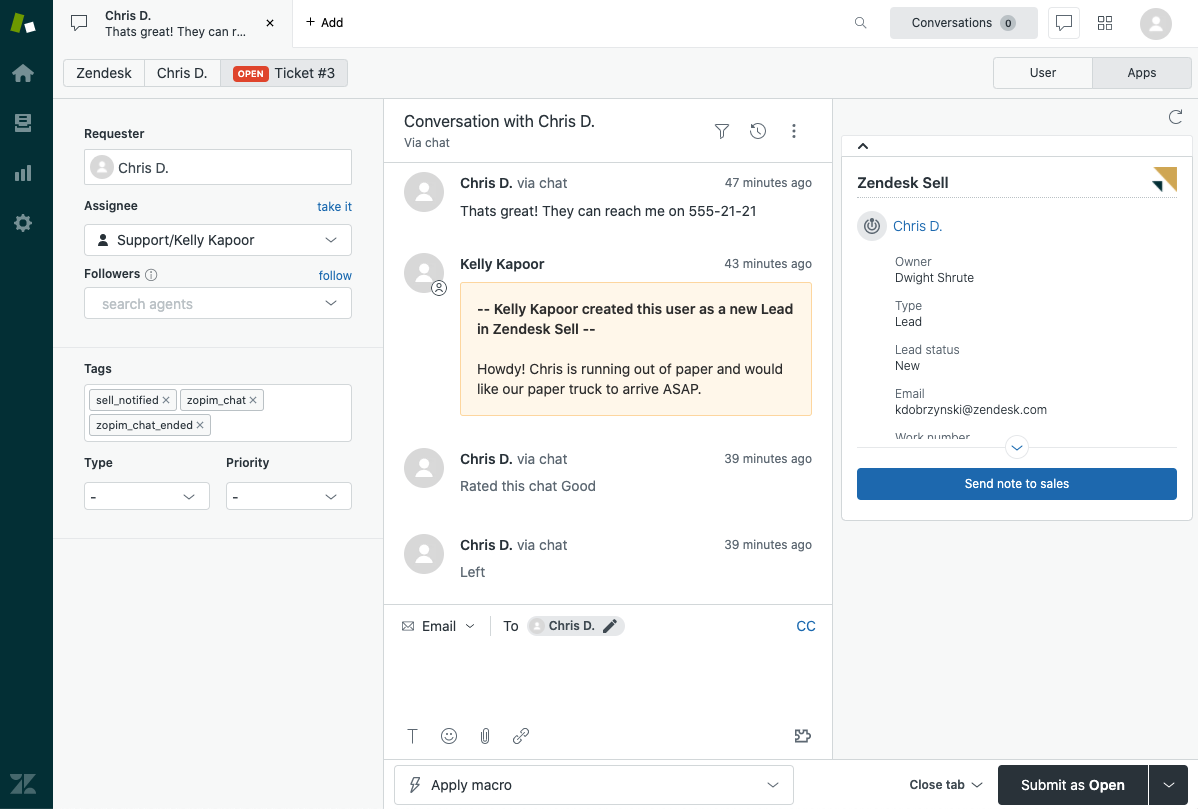 Chris D.
Thats great! They can r...
+ Add
Conversations 0
Zendesk
Chris D.
OPEN Ticket #3
User
Apps
Requester
Chris D.
Assignee
take it
Support/Kelly Kapoor
Followers
follow
search agents
Tags
sell_notified ×
zopim_chat ×
zopim_chat_ended ×
Type
Priority
-
-
Conversation with Chris D.
Via chat
Chris D. via chat
47 minutes ago
Thats great! They can reach me on 555-21-21
Kelly Kapoor
43 minutes ago
-- Kelly Kapoor created this user as a new Lead
in Zendesk Sell --
Howdy! Chris is running out of paper and would
like our paper truck to arrive ASAP.
Chris D. via chat
39 minutes ago
Rated this chat Good
Chris D. via chat
39 minutes ago
Left
Email
To
Chris D.
CC
Apply macro
Close tab
Submit as Open
Zendesk Sell
Chris D.
Owner
Dwight Shrute
Type
Lead
Lead status
New
Email
kdobrzynski@zendesk.com
Work number
Send note to sales